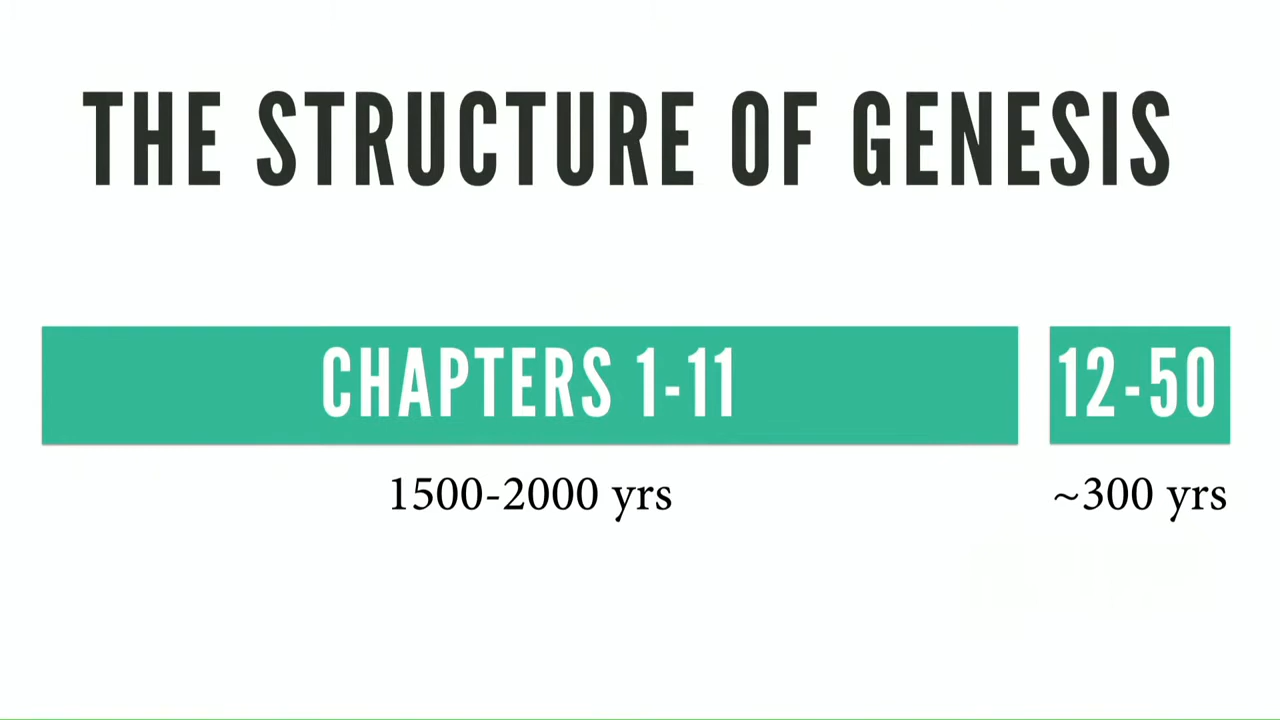 THE STRUCTURE OF GENESIS
CHAPTERS 1-11
12-50
1500-2000 yrs
~300 yrs